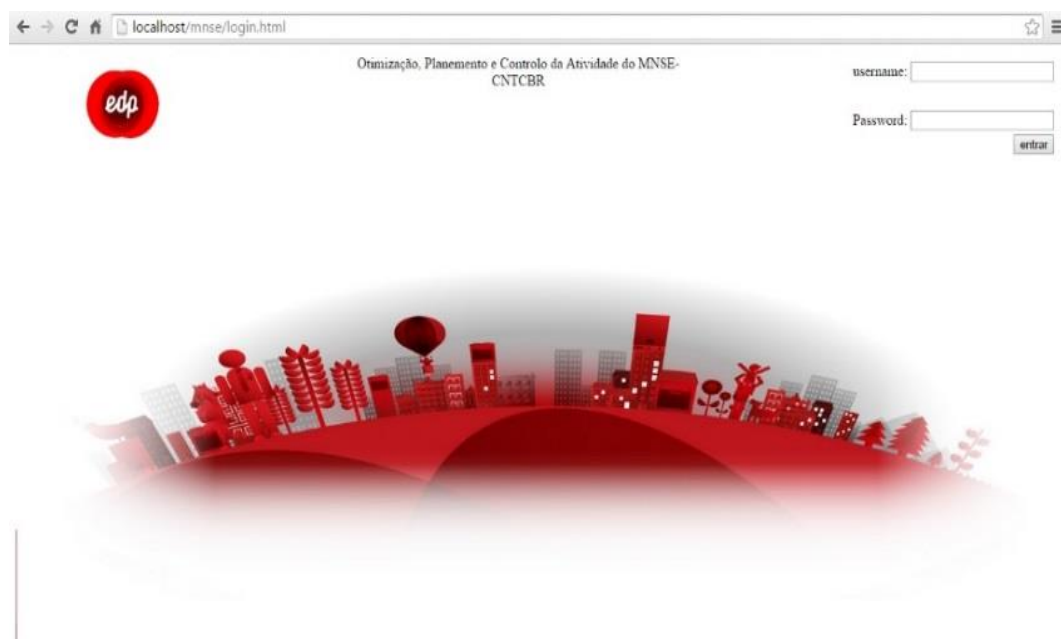 localhost/mnse/login.html
edp
Otimização, Planemento e Controlo da Atividade do MNSE-
CNTCBR
username:
Password:
entrar